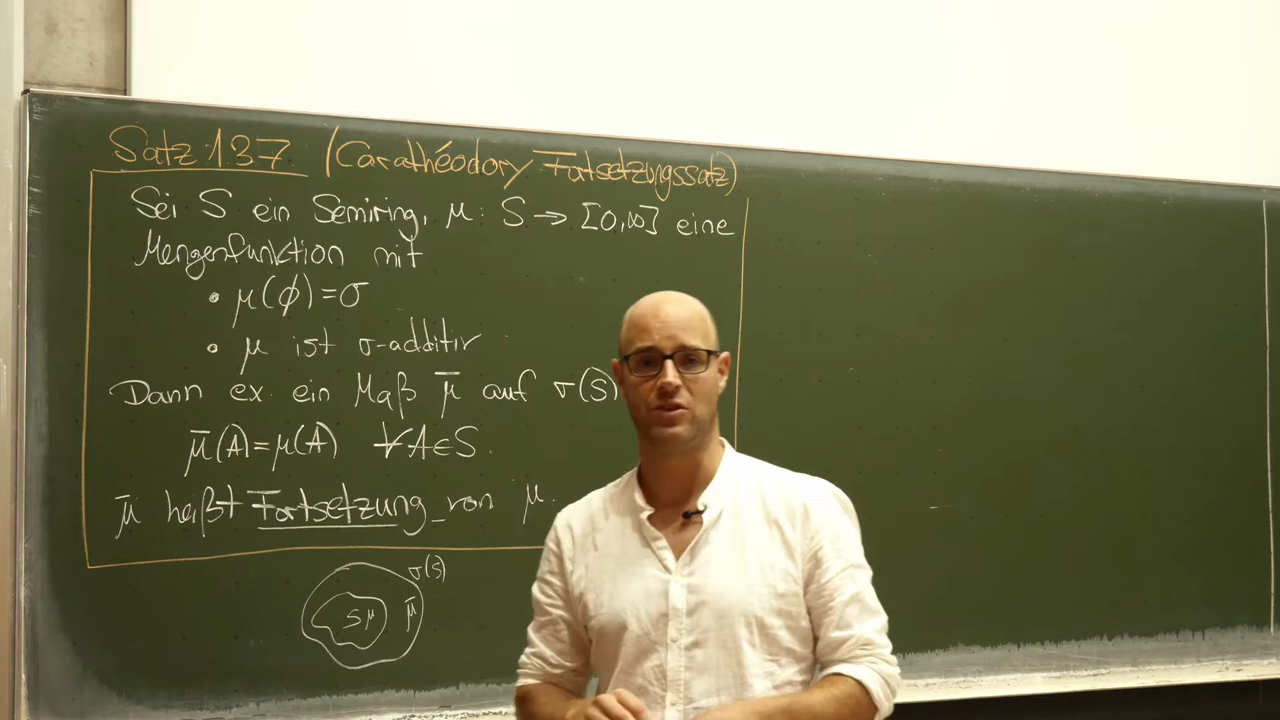 Satz 137 (Carathéodory Fortsetzungssatz)
Sei S ein Semiring, μ: S → [0,∞] eine
Mengenfunktion mit
• μ(ϕ)=0
• μ ist σ-additiv
Dann ex. ein Maß μ̄ auf σ(S)
μ̄(A)=μ(A) ∀A∈S.
μ̄ heißt Fortsetzung von μ.
σ(S)
S μ μ̄